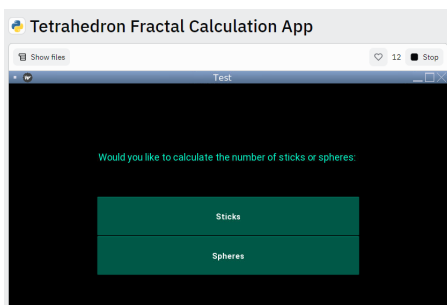 Tetrahedron Fractal Calculation App
Show files
12
Stop
Test
Would you like to calculate the number of sticks or spheres:
Sticks
Spheres